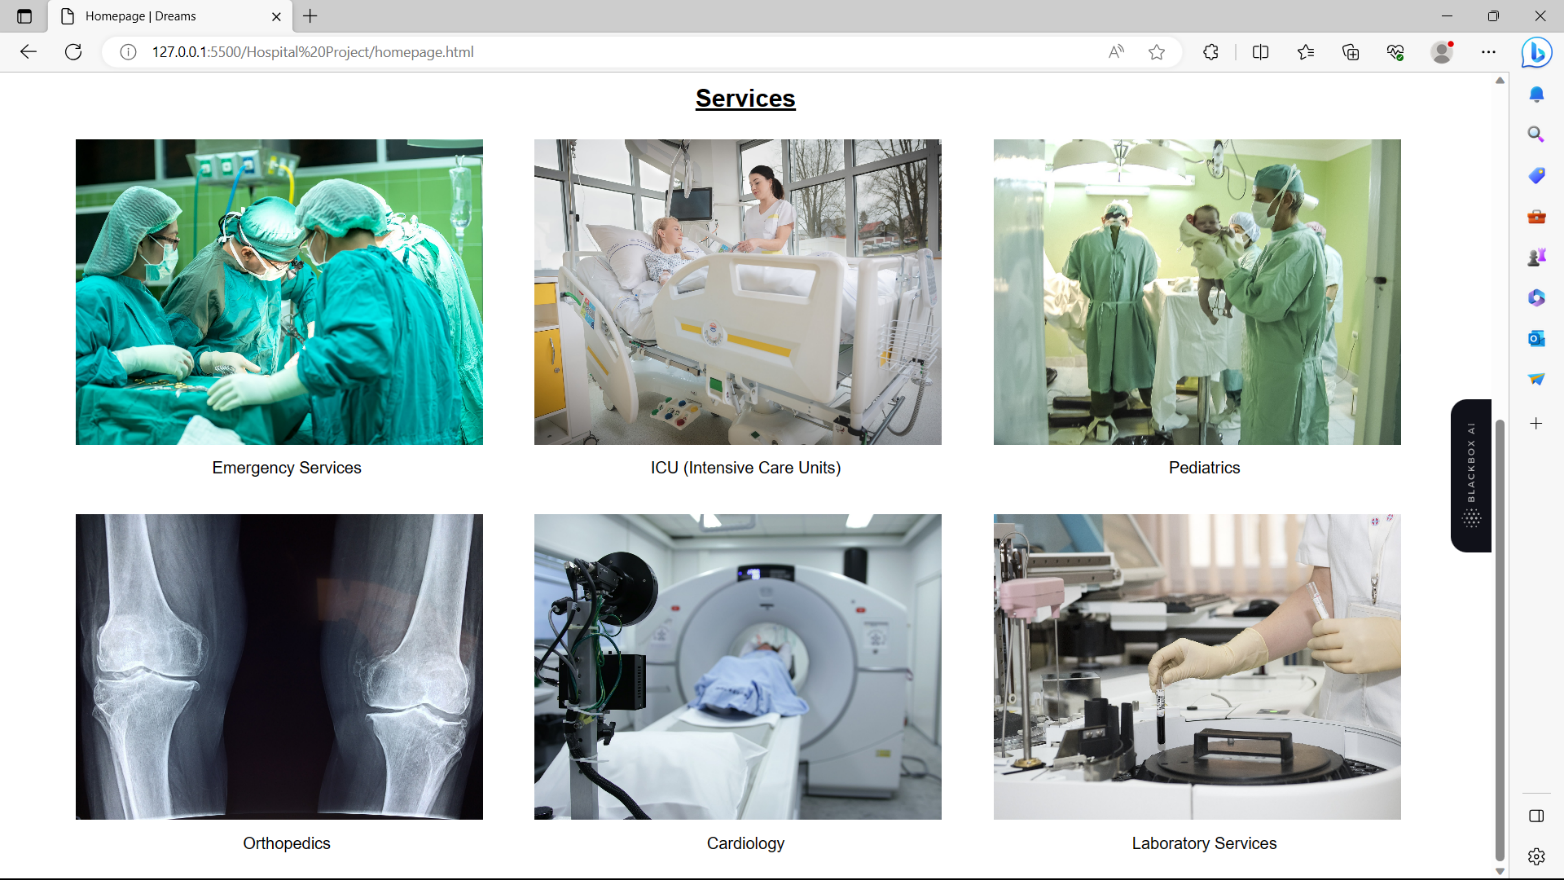 Homepage | Dreams
127.0.0.1:5500/Hospital%20Project/homepage.html
Services
Emergency Services
ICU (Intensive Care Units)
Pediatrics
BLACKBOX AI
Orthopedics
Cardiology
Laboratory Services